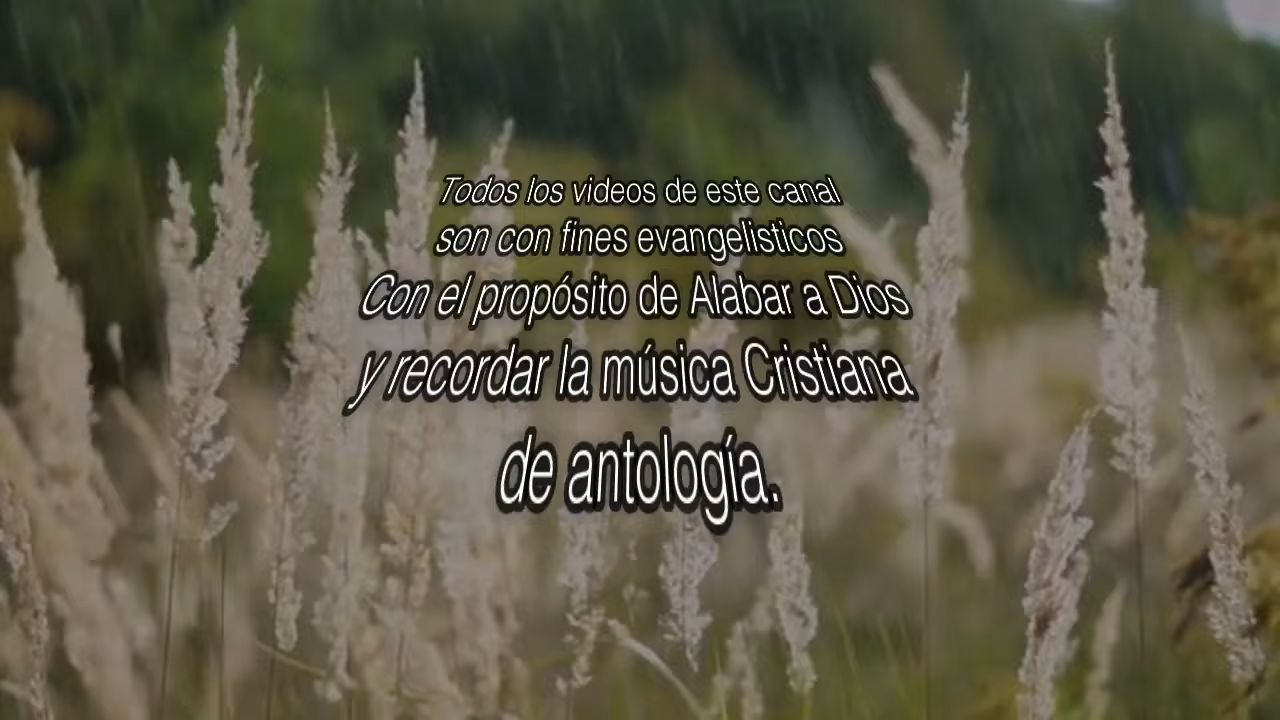 Todos los videos de este canal
son con fines evangelisticos
Con el propósito de Alabar a Dios
y recordar la música Cristiana
de antología.